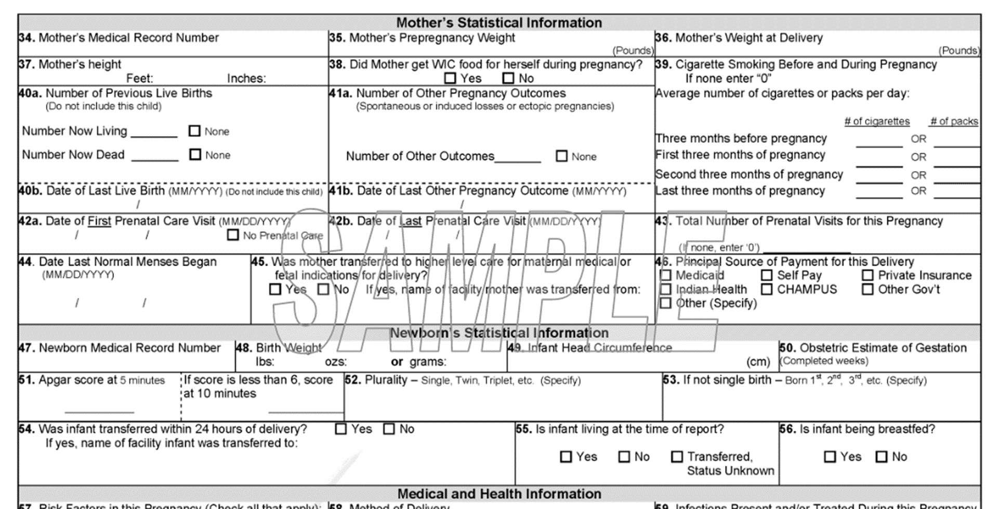 Mother's Statistical Information
34. Mother's Medical Record Number
35. Mother's Prepregnancy Weight
(Pounds)
36. Mother's Weight at Delivery
(Pounds)
37. Mother's height
Feet: Inches:
38. Did Mother get WIC food for herself during pregnancy?
Yes No
39. Cigarette Smoking Before and During Pregnancy
If none enter “0”
Average number of cigarettes or packs per day:
# of cigarettes # of packs
Three months before pregnancy ______ OR ______
First three months of pregnancy ______ OR ______
Second three months of pregnancy ______ OR ______
Last three months of pregnancy ______ OR ______
40a. Number of Previous Live Births
(Do not include this child)
Number Now Living ______ None
Number Now Dead ______ None
41a. Number of Other Pregnancy Outcomes
(Spontaneous or induced losses or ectopic pregnancies)
Number of Other Outcomes______ None
40b. Date of Last Live Birth (MM/YYYY) (Do not include this child)
/
41b. Date of Last Other Pregnancy Outcome (MM/YYYY)
/
42a. Date of First Prenatal Care Visit (MM/DD/YYYY)
/ / No Prenatal Care
42b. Date of Last Prenatal Care Visit (MM/DD/YYYY)
/ /
43. Total Number of Prenatal Visits for this Pregnancy
(If none, enter ‘0’) ______
44. Date Last Normal Menses Began
(MM/DD/YYYY)
/ /
45. Was mother transferred to higher level care for maternal medical or
fetal indications for delivery?
Yes No If yes, name of facility mother was transferred from:
46. Principal Source of Payment for this Delivery
Medicaid Self Pay Private Insurance
Indian Health CHAMPUS Other Gov't
Other (Specify)
SAMPLE
Newborn's Statistical Information
47. Newborn Medical Record Number
48. Birth Weight
lbs: ozs: or grams:
49. Infant Head Circumference
(cm)
50. Obstetric Estimate of Gestation
(Completed weeks)
51. Apgar score at 5 minutes
______
If score is less than 6, score
at 10 minutes
______
52. Plurality – Single, Twin, Triplet, etc. (Specify)
53. If not single birth – Born 1st, 2nd, 3rd, etc. (Specify)
54. Was infant transferred within 24 hours of delivery? Yes No
If yes, name of facility infant was transferred to:
55. Is infant living at the time of report?
Yes No Transferred,
Status Unknown
56. Is infant being breastfed?
Yes No
Medical and Health Information
57. Risk Factors in this Pregnancy (Check all that apply):
58. Method of Delivery
59. Infections Present and/or Treated During this Pregnancy